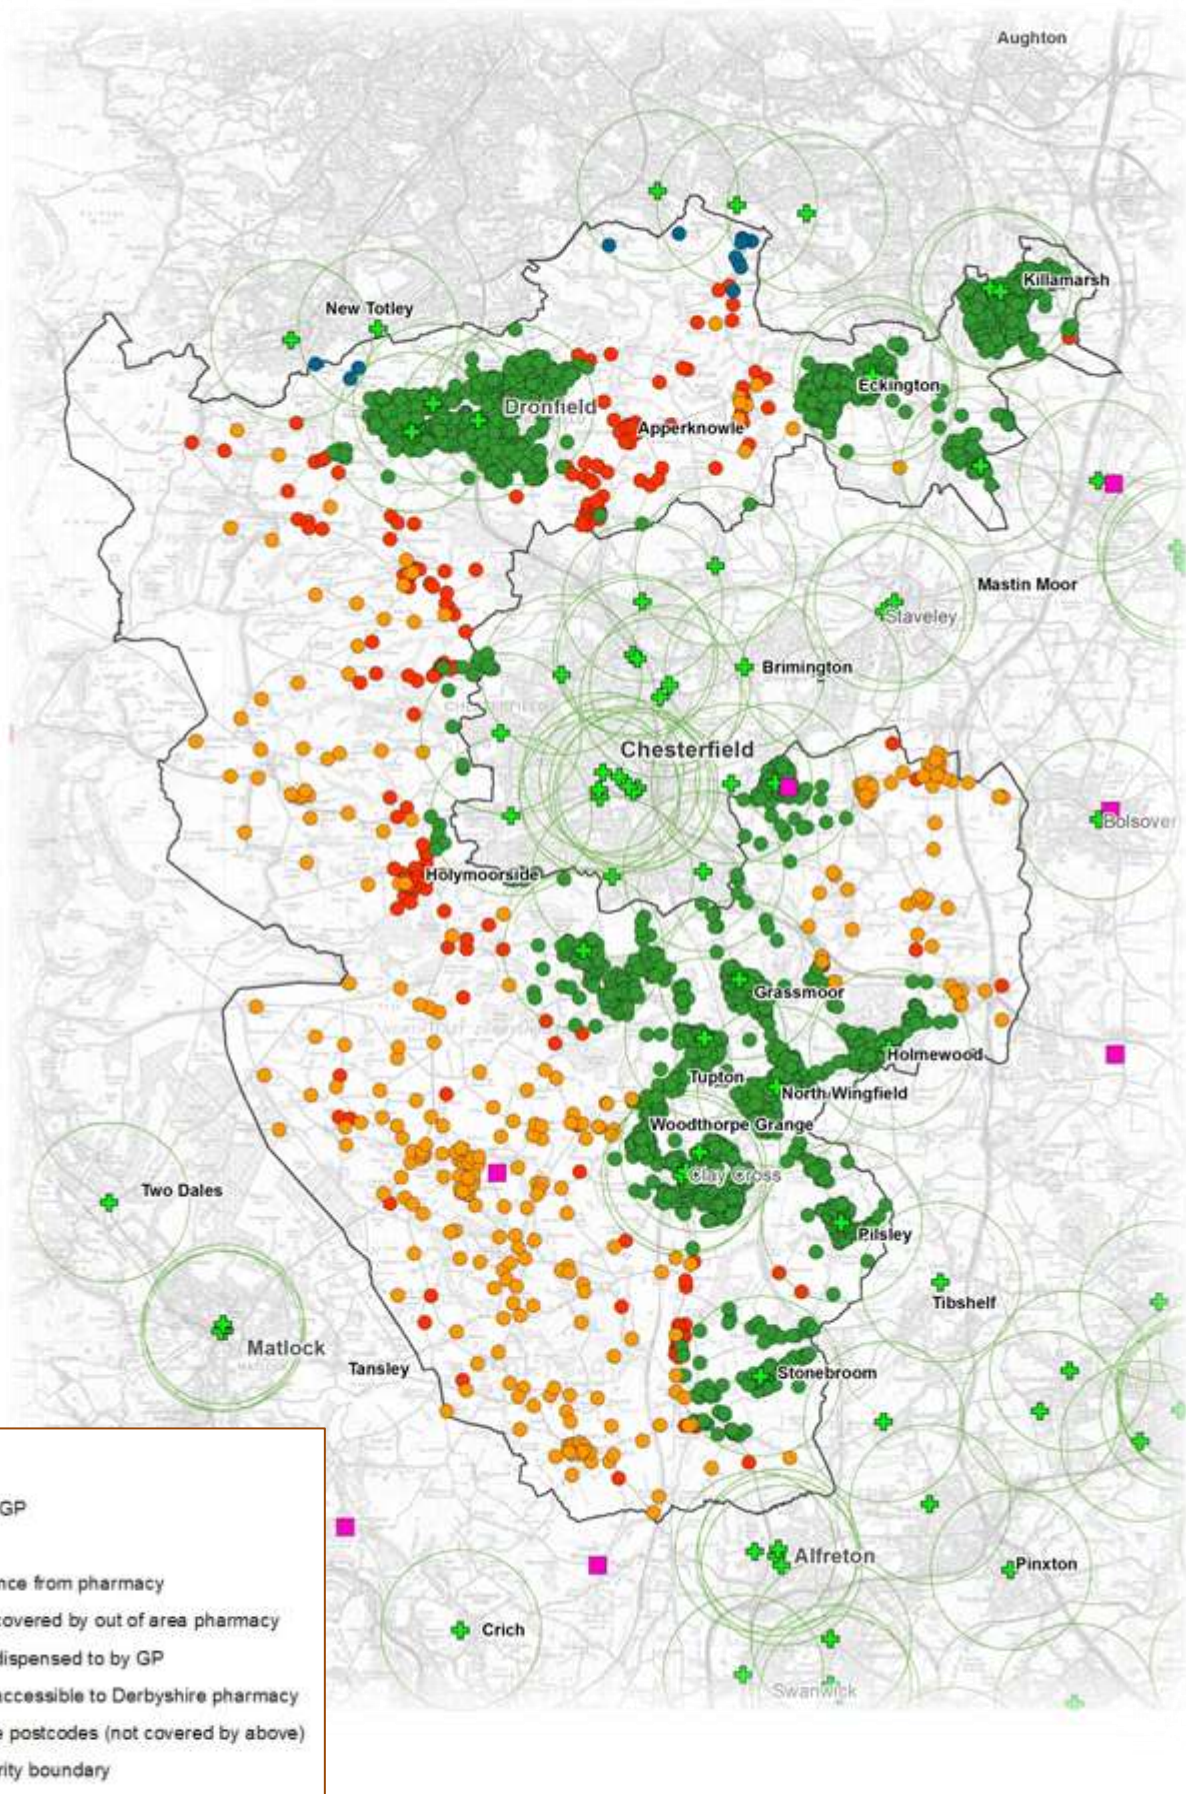 Aughton
Killamarsh
New Totley
Eckington
Dronfield
Apperknowle
Mastin Moor
Staveley
Brimington
Chesterfield
Bolsover
Holymoorside
Grassmoor
Holmewood
Tupton
North Wingfield
Woodthorpe Grange
Clay Cross
Two Dales
Pilsley
Tibshelf
Matlock
Tansley
Stonebroom
GP
Alfreton
Pinxton
nce from pharmacy
covered by out of area pharmacy
Crich
dispensed to by GP
accessible to Derbyshire pharmacy
Swanwick
e postcodes (not covered by above)
rity boundary